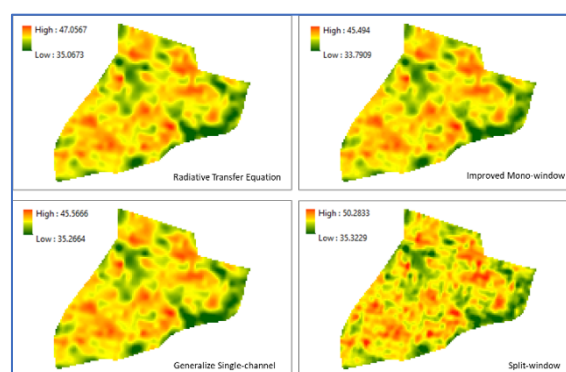 High : 47.0567
Low : 35.0673
Radiative Transfer Equation
High : 45.494
Low : 33.7909
Improved Mono-window
High : 45.5666
Low : 35.2664
Generalize Single-channel
High : 50.2833
Low : 35.3229
Split-window